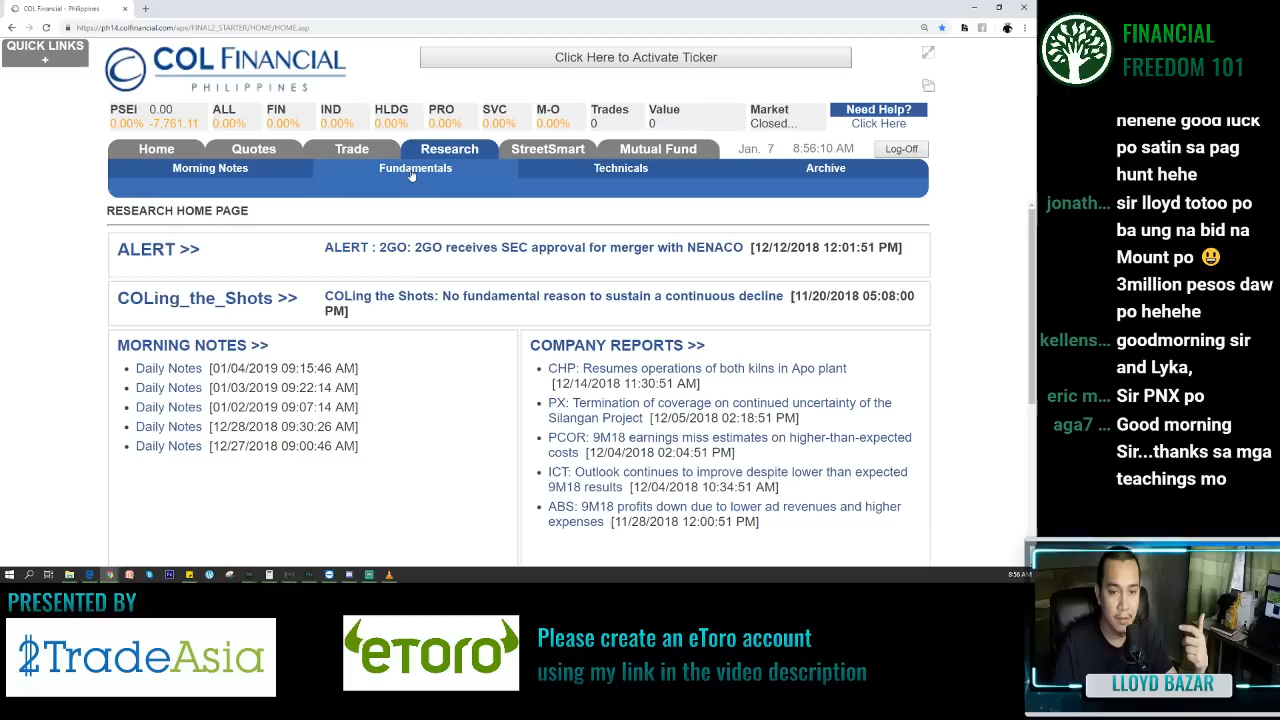 COL Financial - Philippines
https://ph14.colfinancial.com/ape/FINAL2_STARTER/HOME/HOME.asp
QUICK LINKS
+
COL FINANCIAL
PHILIPPINES
Click Here to Activate Ticker
PSEi 0.00 ALL FIN IND HLDG PRO SVC M-O Trades Value Market Need Help?
0.00% -7,761.11 0.00% 0.00% 0.00% 0.00% 0.00% 0.00% 0.00% 0 0 Closed... Click Here
Home Quotes Trade Research StreetSmart Mutual Fund Jan. 7 8:56:10 AM Log-Off
Morning Notes Fundamentals Technicals Archive
RESEARCH HOME PAGE
ALERT >> ALERT : 2GO: 2GO receives SEC approval for merger with NENACO [12/12/2018 12:01:51 PM]
COLing_the_Shots >> COLing the Shots: No fundamental reason to sustain a continuous decline [11/20/2018 05:08:00
PM]
MORNING NOTES >>
Daily Notes [01/04/2019 09:15:46 AM]
Daily Notes [01/03/2019 09:22:14 AM]
Daily Notes [01/02/2019 09:07:14 AM]
Daily Notes [12/28/2018 09:30:26 AM]
Daily Notes [12/27/2018 09:00:46 AM]
COMPANY REPORTS >>
CHP: Resumes operations of both kilns in Apo plant
[12/14/2018 11:30:51 AM]
PX: Termination of coverage on continued uncertainty of the
Silangan Project [12/05/2018 02:18:51 PM]
PCOR: 9M18 earnings miss estimates on higher-than-expected
costs [12/04/2018 02:04:51 PM]
ICT: Outlook continues to improve despite lower than expected
9M18 results [12/04/2018 10:34:51 AM]
ABS: 9M18 profits down due to lower ad revenues and higher
expenses [11/28/2018 12:00:51 PM]
8:56 AM
FINANCIAL
FREEDOM 101
nenene good luck
po satin sa pag
hunt hehe
jonath... sir lloyd totoo po
ba ung na bid na
Mount po 😀
3million pesos daw
po hehehe
kellens... goodmorning sir
and Lyka,
eric m... Sir PNX po
aga7 ... Good morning
Sir...thanks sa mga
teachings mo
PRESENTED BY
2TradeAsia
eToro
Please create an eToro account
using my link in the video description
LLOYD BAZAR